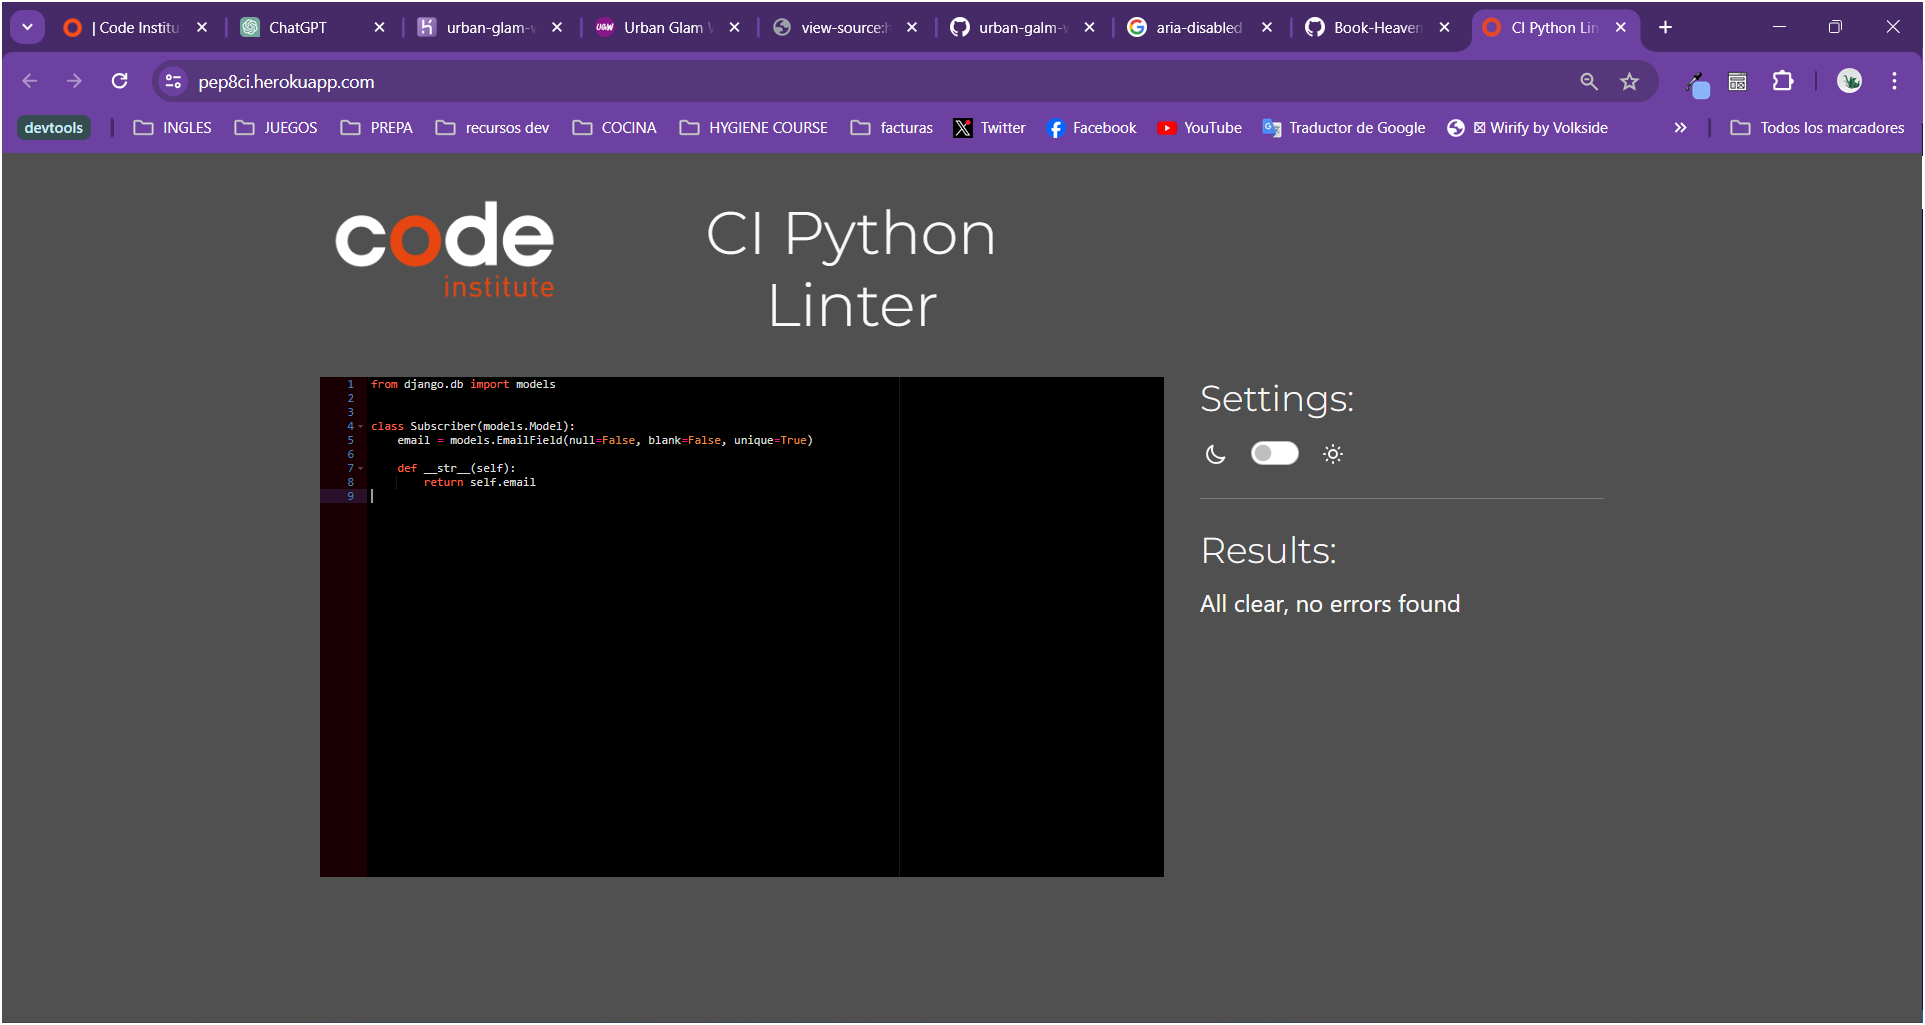 | Code Institu
ChatGPT
urban-glam-w
Urban Glam W
view-source:h
urban-galm-w
aria-disabled
Book-Heaven
CI Python Lin
pep8ci.herokuapp.com
devtools
INGLES
JUEGOS
PREPA
recursos dev
COCINA
HYGIENE COURSE
facturas
Twitter
Facebook
YouTube
Traductor de Google
Wirify by Volkside
Todos los marcadores
code
institute
CI Python
Linter
1 from django.db import models
2
3
4 class Subscriber(models.Model):
5 email = models.EmailField(null=False, blank=False, unique=True)
6
7 def __str__(self):
8 return self.email
9
Settings:
Results:
All clear, no errors found